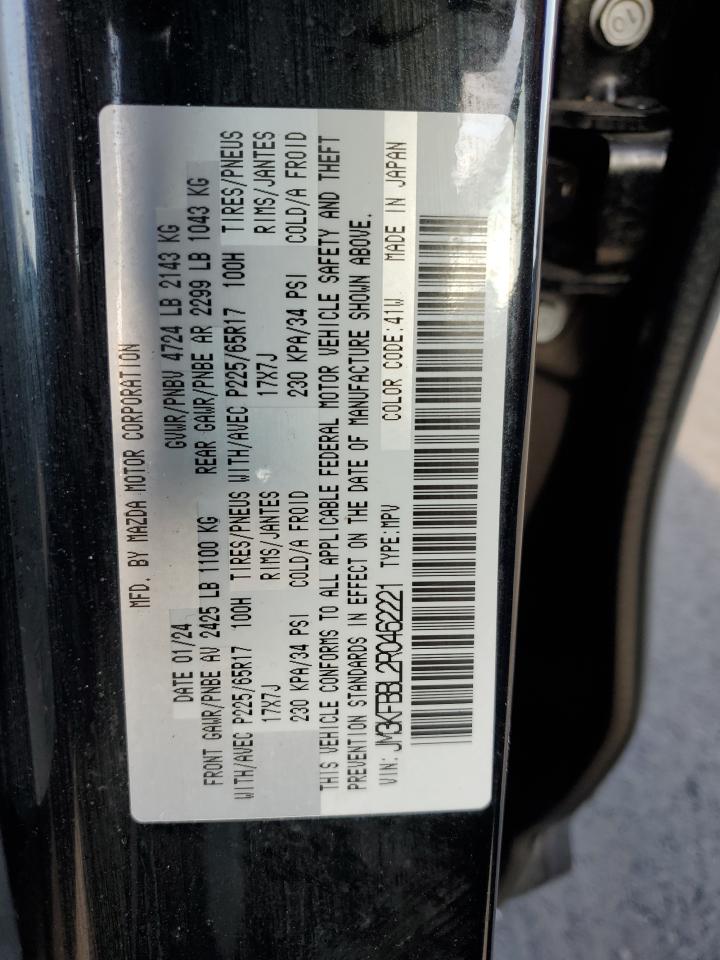 MFD. BY MAZDA MOTOR CORPORATION
DATE 01/24 GVWR/PNBV 4724 LB 2143 KG
FRONT GAWR/PNBE AV 2425 LB 1100 KG REAR GAWR/PNBE AR 2299 LB 1043 KG
WITH/AVEC P225/65R17 100H TIRES/PNEUS WITH/AVEC P225/65R17 100H TIRES/PNEUS
17X7J RIMS/JANTES 17X7J RIMS/JANTES
230 KPA/34 PSI COLD/A FROID 230 KPA/34 PSI COLD/A FROID
THIS VEHICLE CONFORMS TO ALL APPLICABLE FEDERAL MOTOR VEHICLE SAFETY AND THEFT
PREVENTION STANDARDS IN EFFECT ON THE DATE OF MANUFACTURE SHOWN ABOVE.
VIN: JM3KFBBL2R0462221 TYPE:MPV COLOR CODE:41W MADE IN JAPAN
10